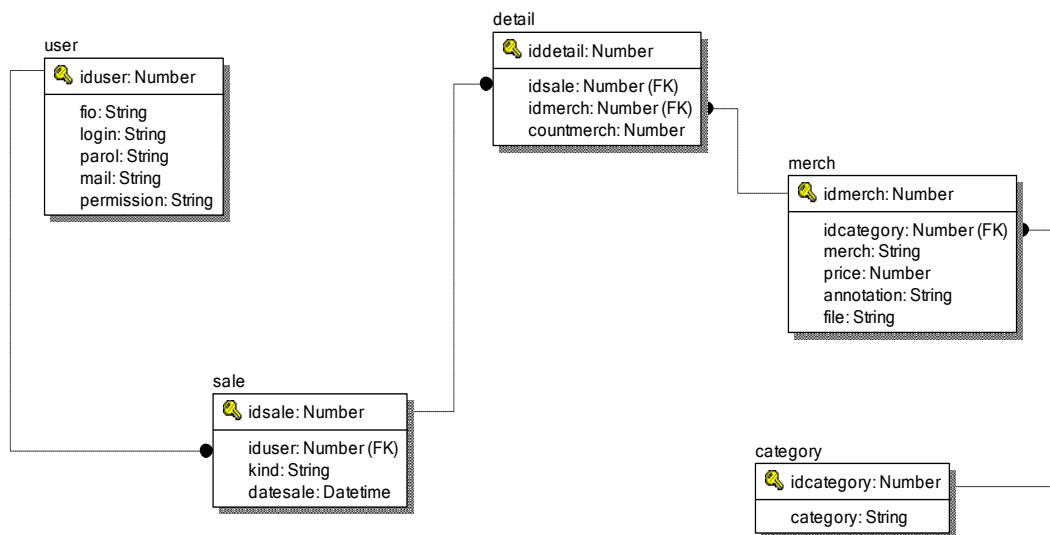 user
iduser: Number
fio: String
login: String
parol: String
mail: String
permission: String
detail
iddetail: Number
idsale: Number (FK)
idmerch: Number (FK)
countmerch: Number
merch
idmerch: Number
idcategory: Number (FK)
merch: String
price: Number
annotation: String
file: String
sale
idsale: Number
iduser: Number (FK)
kind: String
datesale: Datetime
category
idcategory: Number
category: String